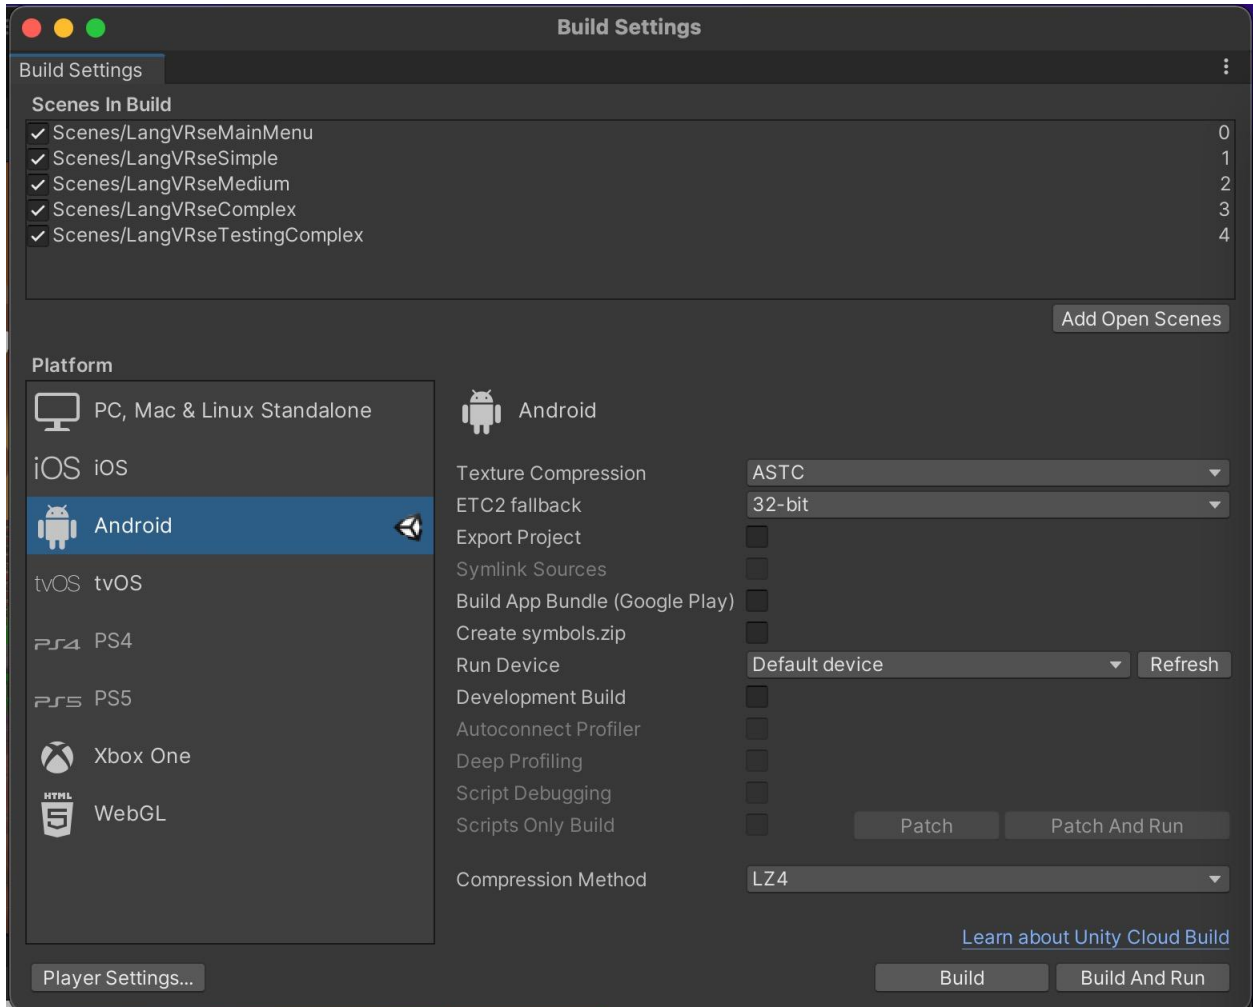 Build Settings
Build Settings
Scenes In Build
Scenes/LangVRseMainMenu 0
Scenes/LangVRseSimple 1
Scenes/LangVRseMedium 2
Scenes/LangVRseComplex 3
Scenes/LangVRseTestingComplex 4
Add Open Scenes
Platform
PC, Mac & Linux Standalone
iOS iOS
Android
tvOS tvOS
PS4 PS4
PS5 PS5
Xbox One
HTML
5 WebGL
Android
Texture Compression ASTC
ETC2 fallback 32-bit
Export Project
Symlink Sources
Build App Bundle (Google Play)
Create symbols.zip
Run Device Default device Refresh
Development Build
Autoconnect Profiler
Deep Profiling
Script Debugging
Scripts Only Build Patch Patch And Run
Compression Method LZ4
Learn about Unity Cloud Build
Player Settings... Build Build And Run